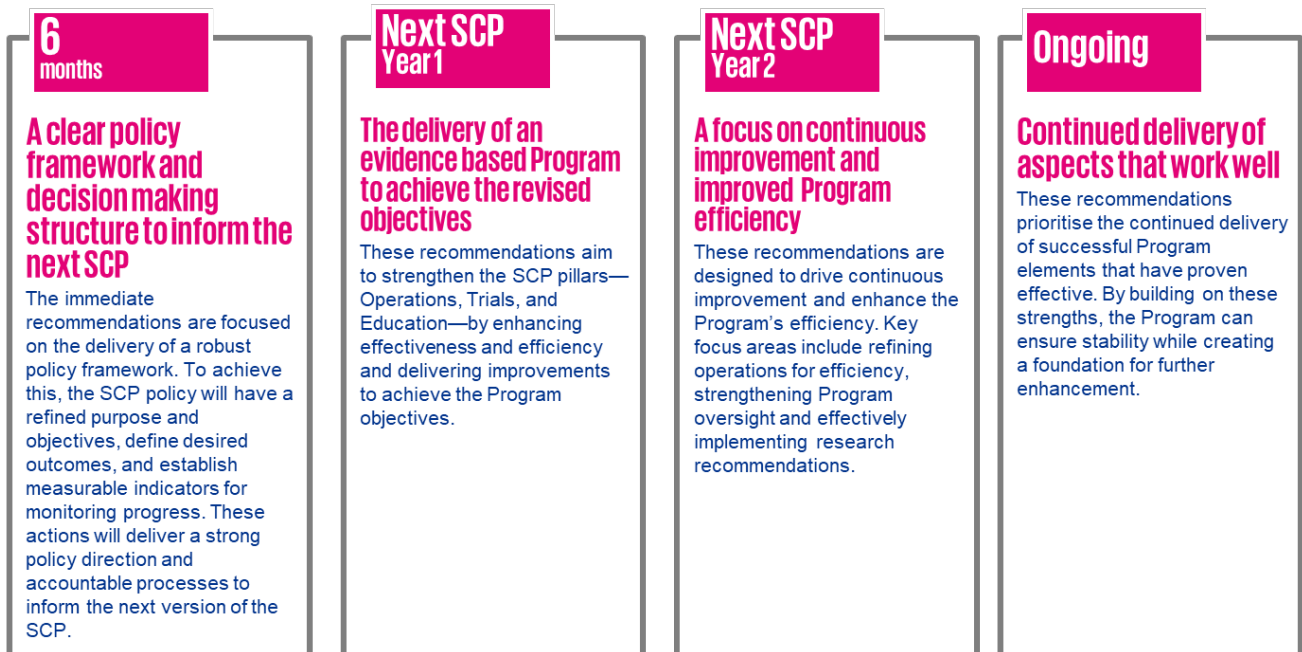 6
months
A clear policy
framework and
decision making
structure to inform the
next SCP
The immediate
recommendations are focused
on the delivery of a robust
policy framework. To achieve
this, the SCP policy will have a
refined purpose and
objectives, define desired
outcomes, and establish
measurable indicators for
monitoring progress. These
actions will deliver a strong
policy direction and
accountable processes to
inform the next version of the
SCP.
Next SCP
Year 1
The delivery of an
evidence based Program
to achieve the revised
objectives
These recommendations aim
to strengthen the SCP pillars—
Operations, Trials, and
Education—by enhancing
effectiveness and efficiency
and delivering improvements
to achieve the Program
objectives.
Next SCP
Year 2
A focus on continuous
improvement and
improved Program
efficiency
These recommendations are
designed to drive continuous
improvement and enhance the
Program's efficiency. Key
focus areas include refining
operations for efficiency,
strengthening Program
oversight and effectively
implementing research
recommendations.
Ongoing
Continued delivery of
aspects that work well
These recommendations
prioritise the continued delivery
of successful Program
elements that have proven
effective. By building on these
strengths, the Program can
ensure stability while creating
a foundation for further
enhancement.